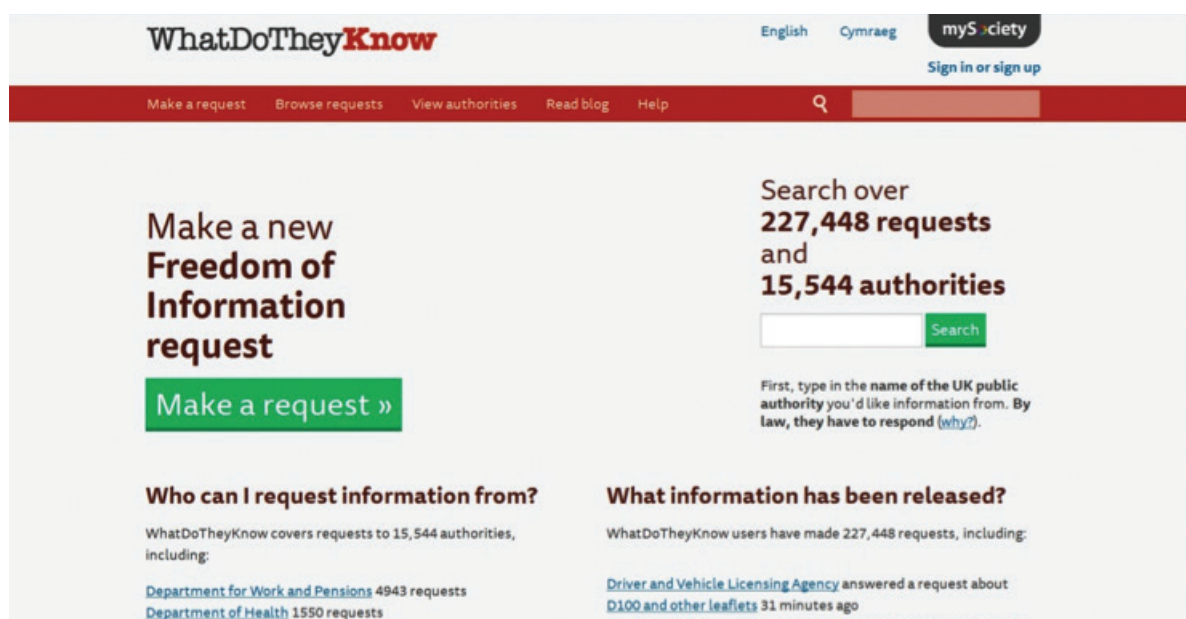 WhatDoTheyKnow
English Cymraeg
mySociety
Sign in or sign up
Make a request Browse requests View authorities Read blog Help
Make a new
Freedom of
Information
request
Make a request »
Search over
227,448 requests
and
15,544 authorities
Search
First, type in the name of the UK public
authority you'd like information from. By
law, they have to respond (why?).
Who can I request information from?
WhatDoTheyKnow covers requests to 15,544 authorities,
including:
Department for Work and Pensions 4943 requests
Department of Health 1550 requests
What information has been released?
WhatDoTheyKnow users have made 227,448 requests, including:
Driver and Vehicle Licensing Agency answered a request about
D100 and other leaflets 31 minutes ago